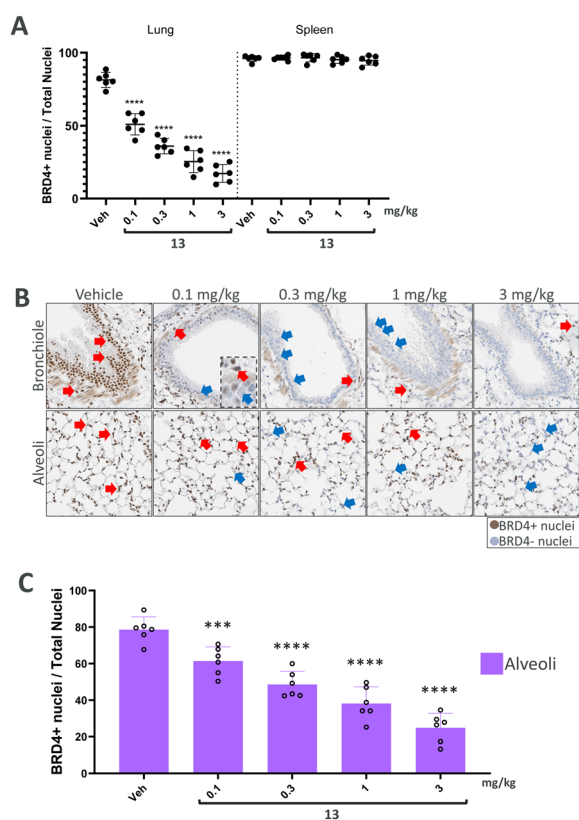 A
Lung Spleen
BRD4+ nuclei / Total Nuclei
100
50
0
****
****
****
****
Veh 0.1 0.3 1 3 Veh 0.1 0.3 1 3 mg/kg
13 13
B
Vehicle 0.1 mg/kg 0.3 mg/kg 1 mg/kg 3 mg/kg
Bronchiole
Alveoli
BRD4+ nuclei
BRD4- nuclei
C
BRD4+ nuclei / Total Nuclei
100
80
60
40
20
0
***
****
****
****
Alveoli
Veh 0.1 0.3 1 3 mg/kg
13